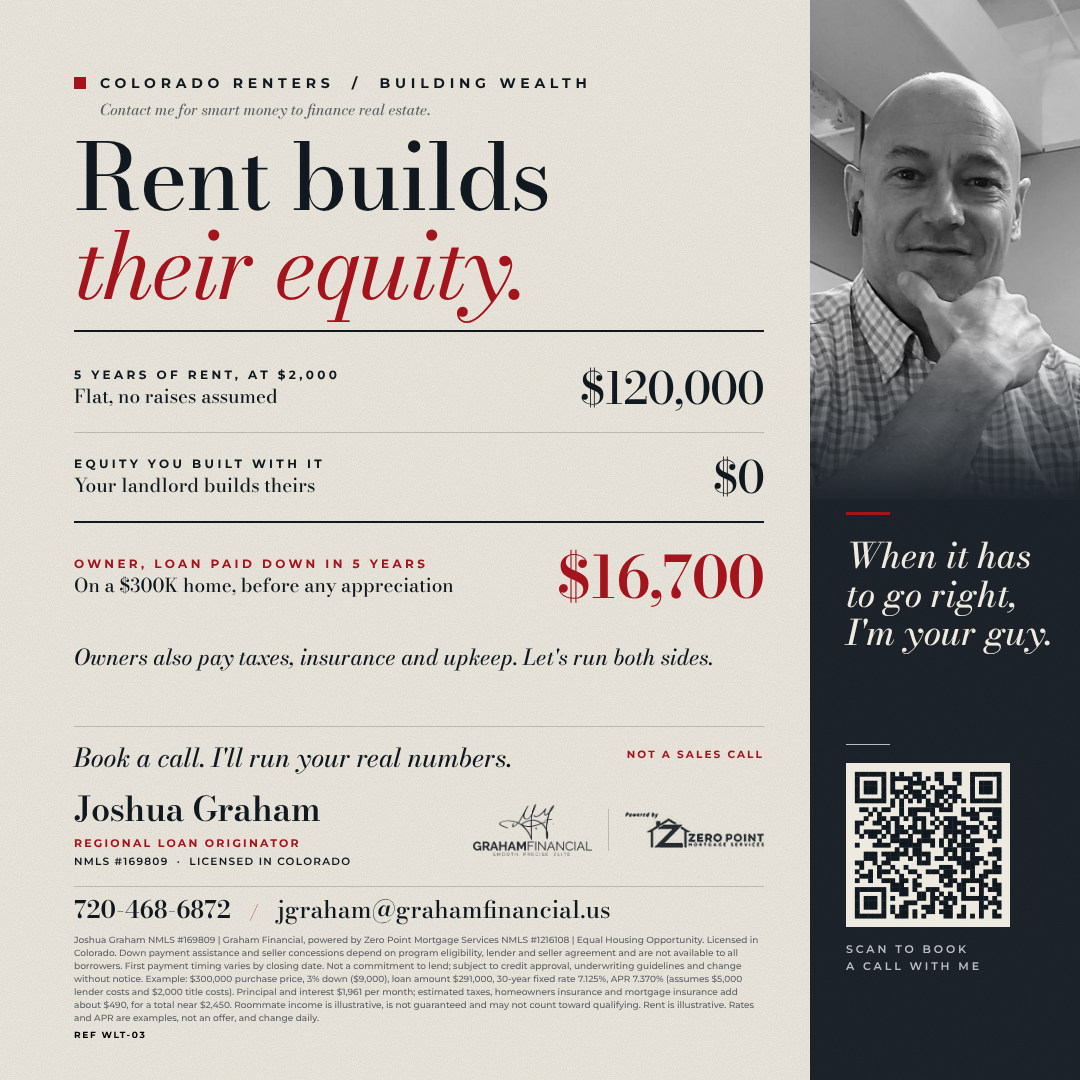 COLORADO RENTERS / BUILDING WEALTH
Contact me for smart money to finance real estate.
Rent builds
their equity.
5 YEARS OF RENT, AT $2,000
Flat, no raises assumed
$120,000
EQUITY YOU BUILT WITH IT
Your landlord builds theirs
$0
OWNER, LOAN PAID DOWN IN 5 YEARS
On a $300K home, before any appreciation
$16,700
Owners also pay taxes, insurance and upkeep. Let's run both sides.
Book a call. I'll run your real numbers.
NOT A SALES CALL
Joshua Graham
REGIONAL LOAN ORIGINATOR
NMLS #169809 · LICENSED IN COLORADO
GRAHAMFINANCIAL
SMOOTH. PRECISE. ELITE.
Powered by
ZERO POINT
MORTGAGE SERVICES
720-468-6872 / jgraham@grahamfinancial.us
Joshua Graham NMLS #169809 | Graham Financial, powered by Zero Point Mortgage Services NMLS #1216108 | Equal Housing Opportunity. Licensed in
Colorado. Down payment assistance and seller concessions depend on program eligibility, lender and seller agreement and are not available to all
borrowers. First payment timing varies by closing date. Not a commitment to lend; subject to credit approval, underwriting guidelines and change
without notice. Example: $300,000 purchase price, 3% down ($9,000), loan amount $291,000, 30-year fixed rate 7.125%, APR 7.370% (assumes $5,000
lender costs and $2,000 title costs). Principal and interest $1,961 per month; estimated taxes, homeowners insurance and mortgage insurance add
about $490, for a total near $2,450. Roommate income is illustrative, is not guaranteed and may not count toward qualifying. Rent is illustrative. Rates
and APR are examples, not an offer, and change daily.
REF WLT-03
When it has
to go right,
I'm your guy.
SCAN TO BOOK
A CALL WITH ME